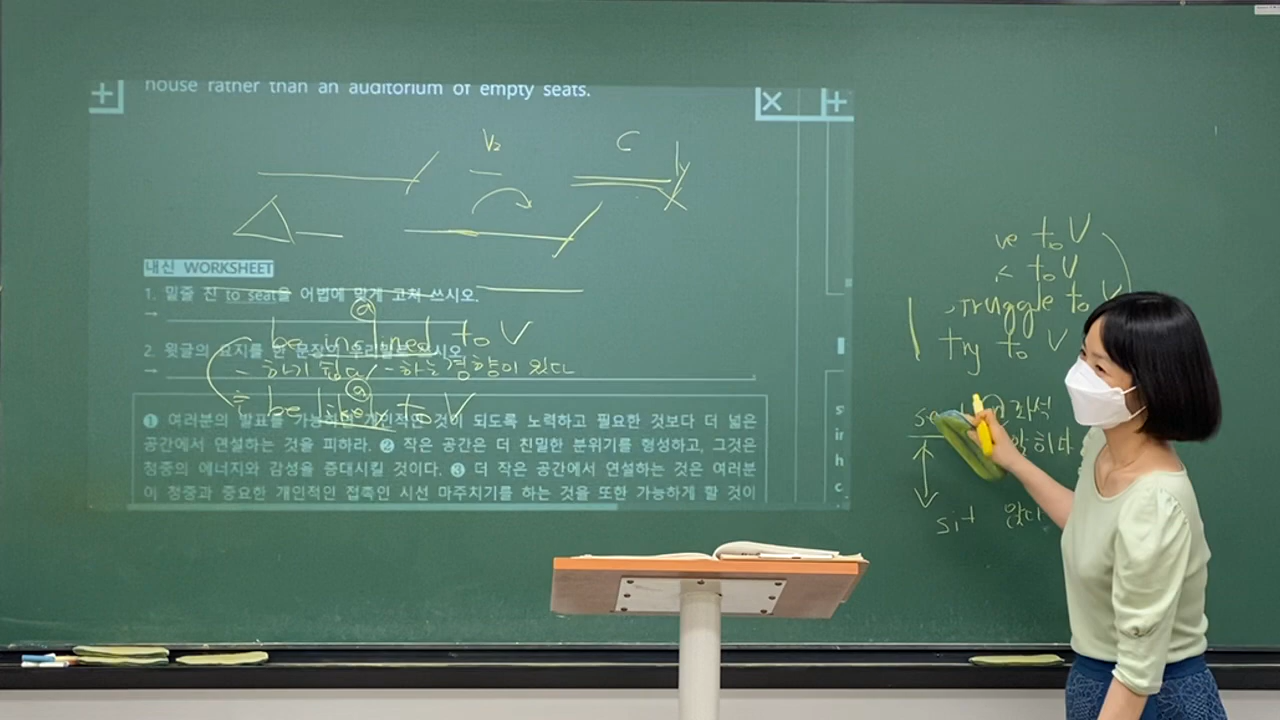 house rather than an auditorium of empty seats.
V₂ C ly
내신 WORKSHEET
1. 밑줄 친 to seat을 어법에 맞게 고쳐 쓰시오.
→
ⓐ
be inclined to V
2. 윗글의 요지를 한 문장의 우리말로 쓰시오.
→
- 하기 쉽다 / -하는 경향이 있다
ⓐ
= be likely to V
❶ 여러분의 발표를 가능하면 개인적인 것이 되도록 노력하고 필요한 것보다 더 넓은
공간에서 연설하는 것을 피하라. ❷ 작은 공간은 더 친밀한 분위기를 형성하고, 그것은
청중의 에너지와 감성을 증대시킬 것이다. ❸ 더 작은 공간에서 연설하는 것은 여러분
이 청중과 중요한 개인적인 접촉인 시선 마주치기를 하는 것을 또한 가능하게 할 것이
ve to V
to V
struggle to V
try to V
좌석
앉히다
sit 앉다